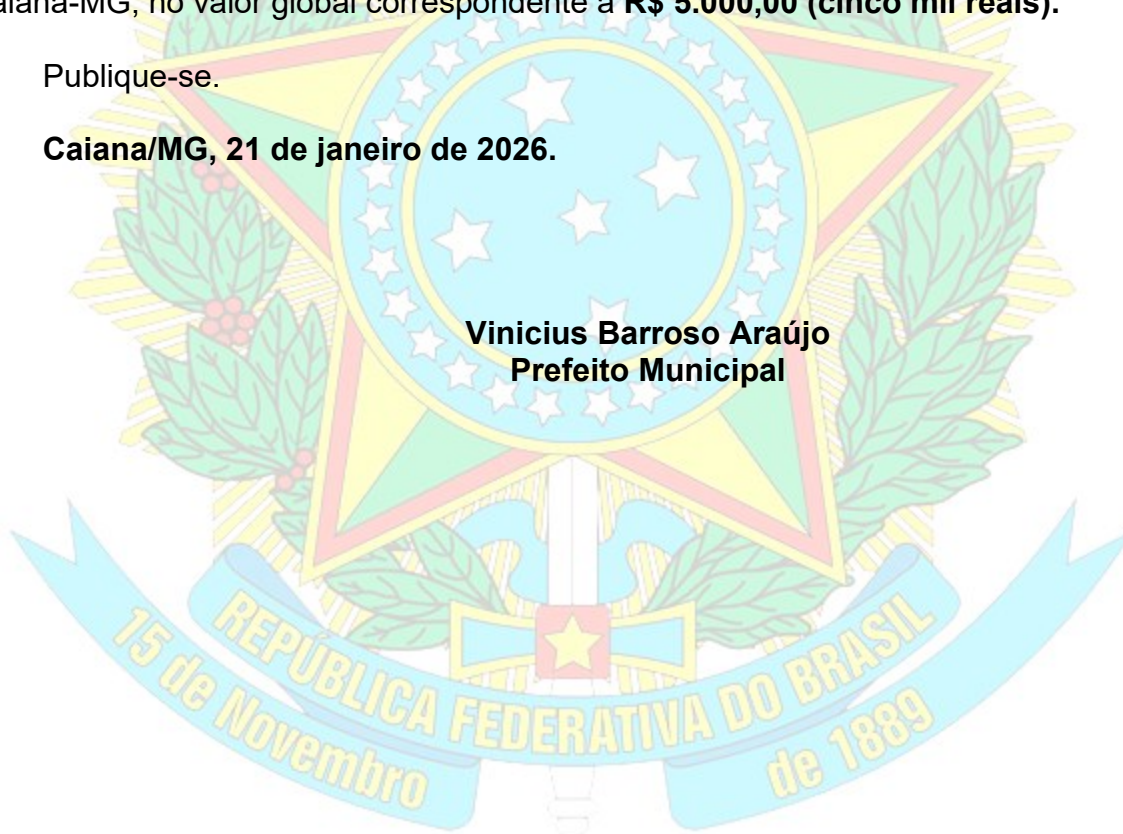 aiana-MG, no valor global correspondente a R$ 5.000,00 (cinco mil reais).
Publique-se.
Caiana/MG, 21 de janeiro de 2026.
Vinicius Barroso Araújo
Prefeito Municipal
REPÚBLICA FEDERATIVA DO BRASIL
15 de Novembro
de 1889